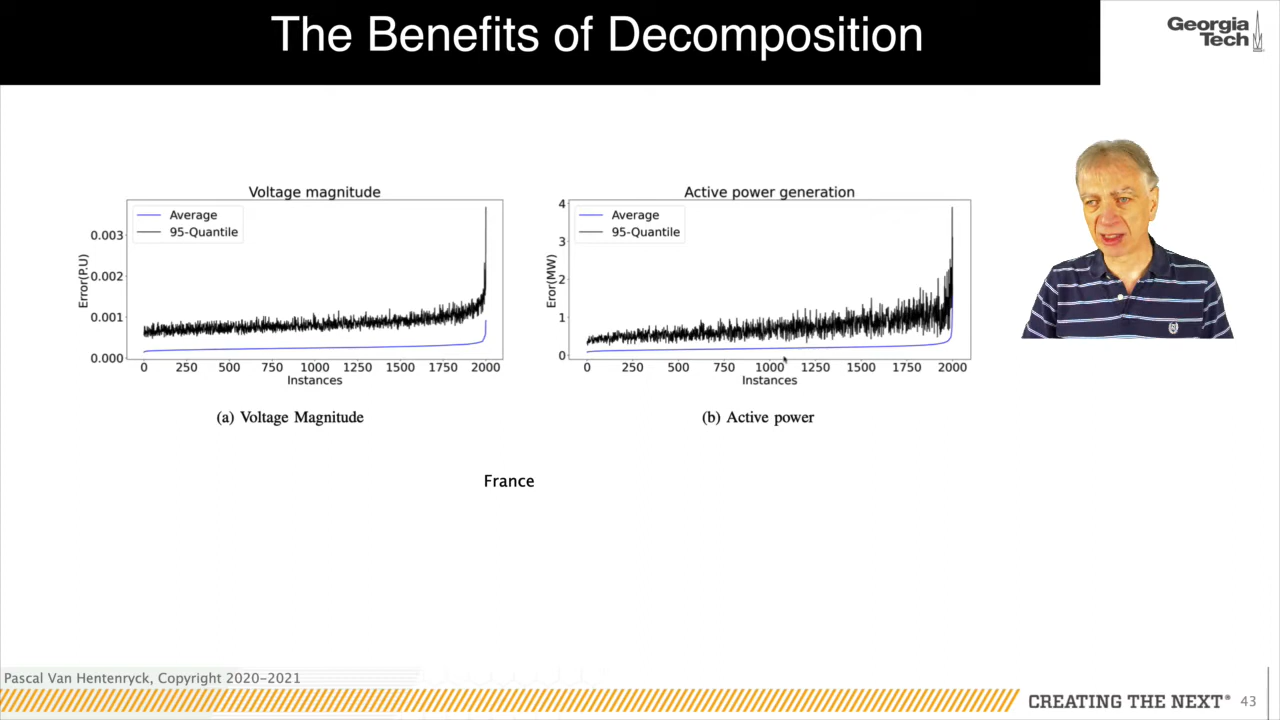 The Benefits of Decomposition
Georgia
Tech
Voltage magnitude
Average
95-Quantile
Error(P.U)
0.003
0.002
0.001
0.000
0 250 500 750 1000 1250 1500 1750 2000
Instances
(a) Voltage Magnitude
Active power generation
Average
95-Quantile
Eror(MW)
4
3
2
1
0
0 250 500 750 1000 1250 1500 1750 2000
Instances
(b) Active power
France
Pascal Van Hentenryck, Copyright 2020-2021
CREATING THE NEXT® 43